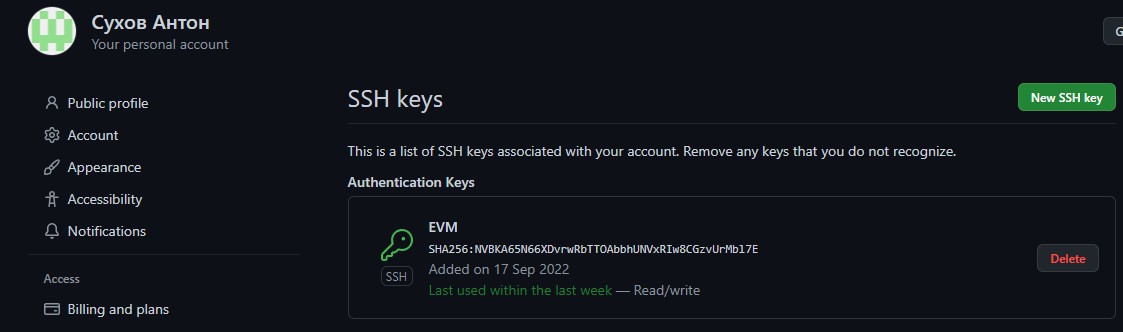 Сухов Антон
Your personal account
G
Public profile
Account
Appearance
Accessibility
Notifications
Access
Billing and plans
SSH keys
New SSH key
This is a list of SSH keys associated with your account. Remove any keys that you do not recognize.
Authentication Keys
EVM
SHA256:NVBKA65N66XDvrwRbTTOAbbhUNVxRIw8CGzvUrMbl7E
SSH
Added on 17 Sep 2022
Last used within the last week — Read/write
Delete